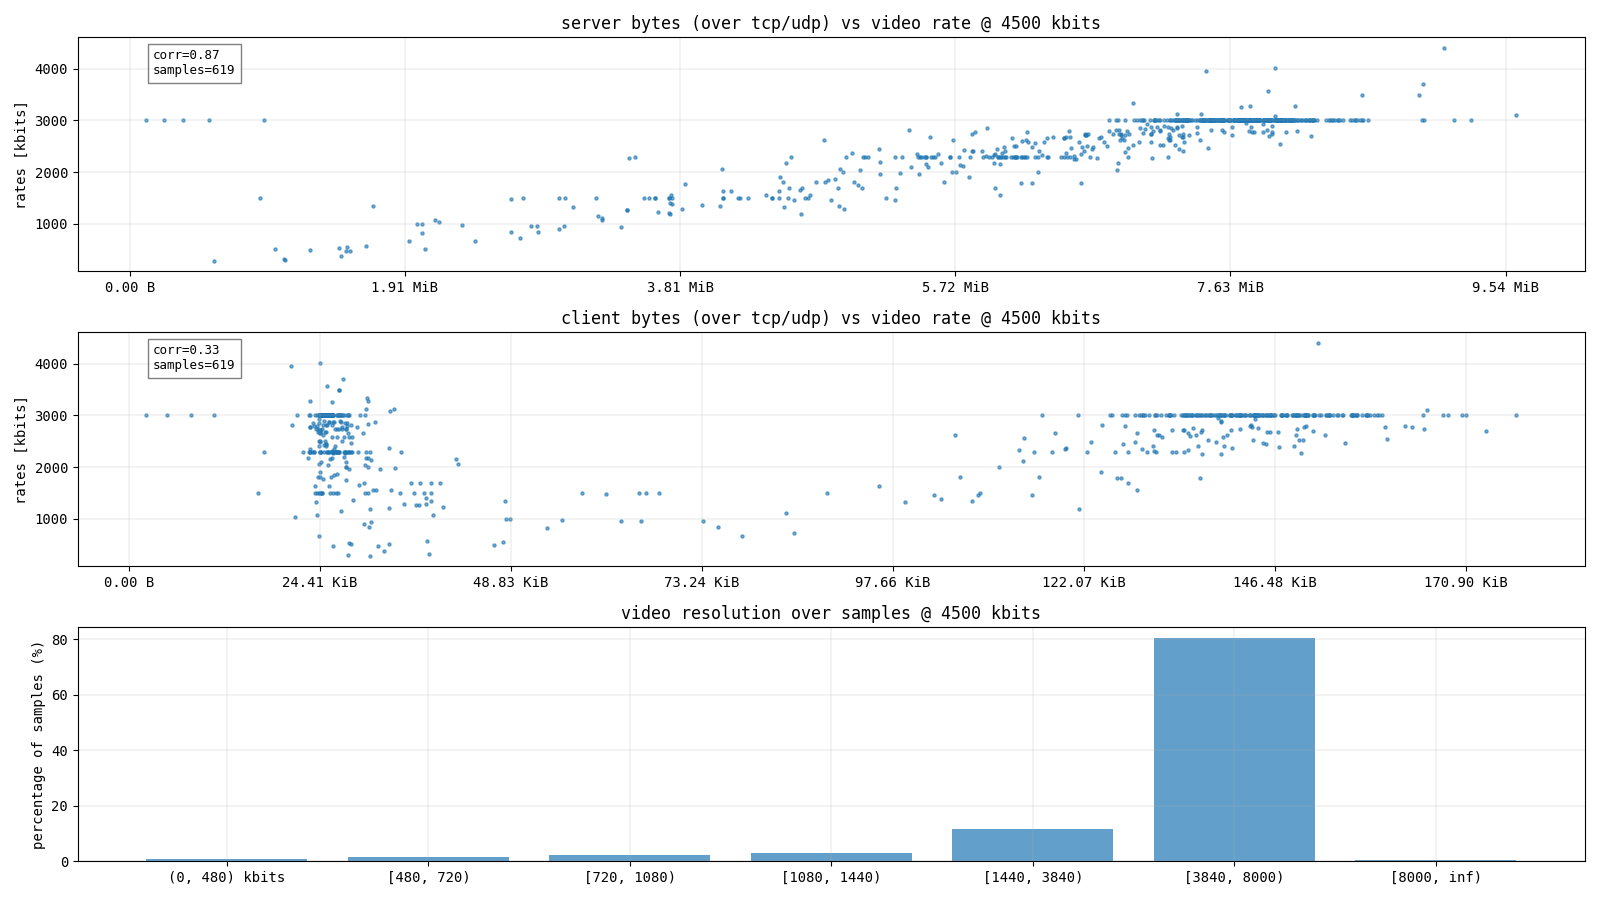 server bytes (over tcp/udp) vs video rate @ 4500 kbits
corr=0.87
samples=619
rates [kbits]
4000
3000
2000
1000
0.00 B
1.91 MiB
3.81 MiB
5.72 MiB
7.63 MiB
9.54 MiB
client bytes (over tcp/udp) vs video rate @ 4500 kbits
corr=0.33
samples=619
rates [kbits]
4000
3000
2000
1000
0.00 B
24.41 KiB
48.83 KiB
73.24 KiB
97.66 KiB
122.07 KiB
146.48 KiB
170.90 KiB
video resolution over samples @ 4500 kbits
percentage of samples (%)
80
60
40
20
0
(0, 480) kbits
[480, 720)
[720, 1080)
[1080, 1440)
[1440, 3840)
[3840, 8000)
[8000, inf)